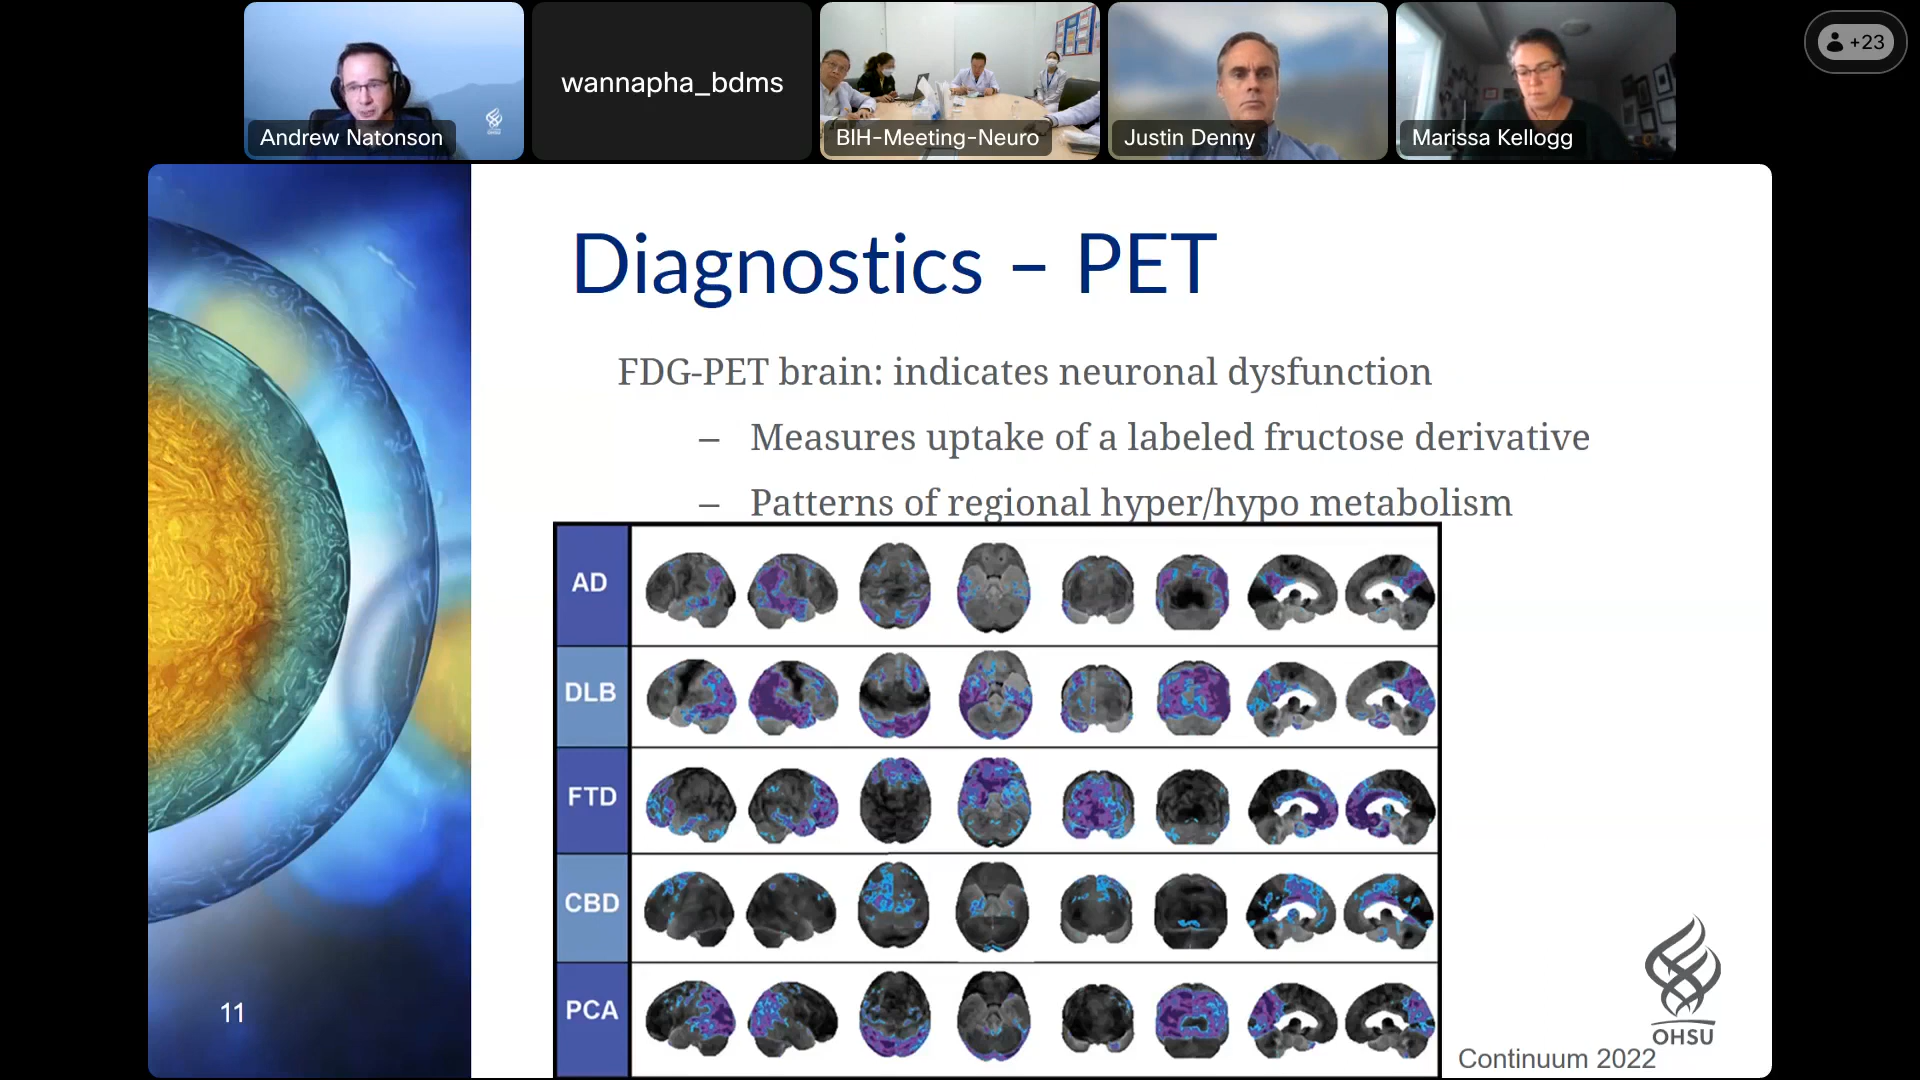 Andrew Natonson
wannapha_bdms
BIH-Meeting-Neuro
Justin Denny
Marissa Kellogg
+23
Diagnostics – PET
FDG-PET brain: indicates neuronal dysfunction
– Measures uptake of a labeled fructose derivative
– Patterns of regional hyper/hypo metabolism
AD
DLB
FTD
CBD
PCA
11
OHSU
Continuum 2022